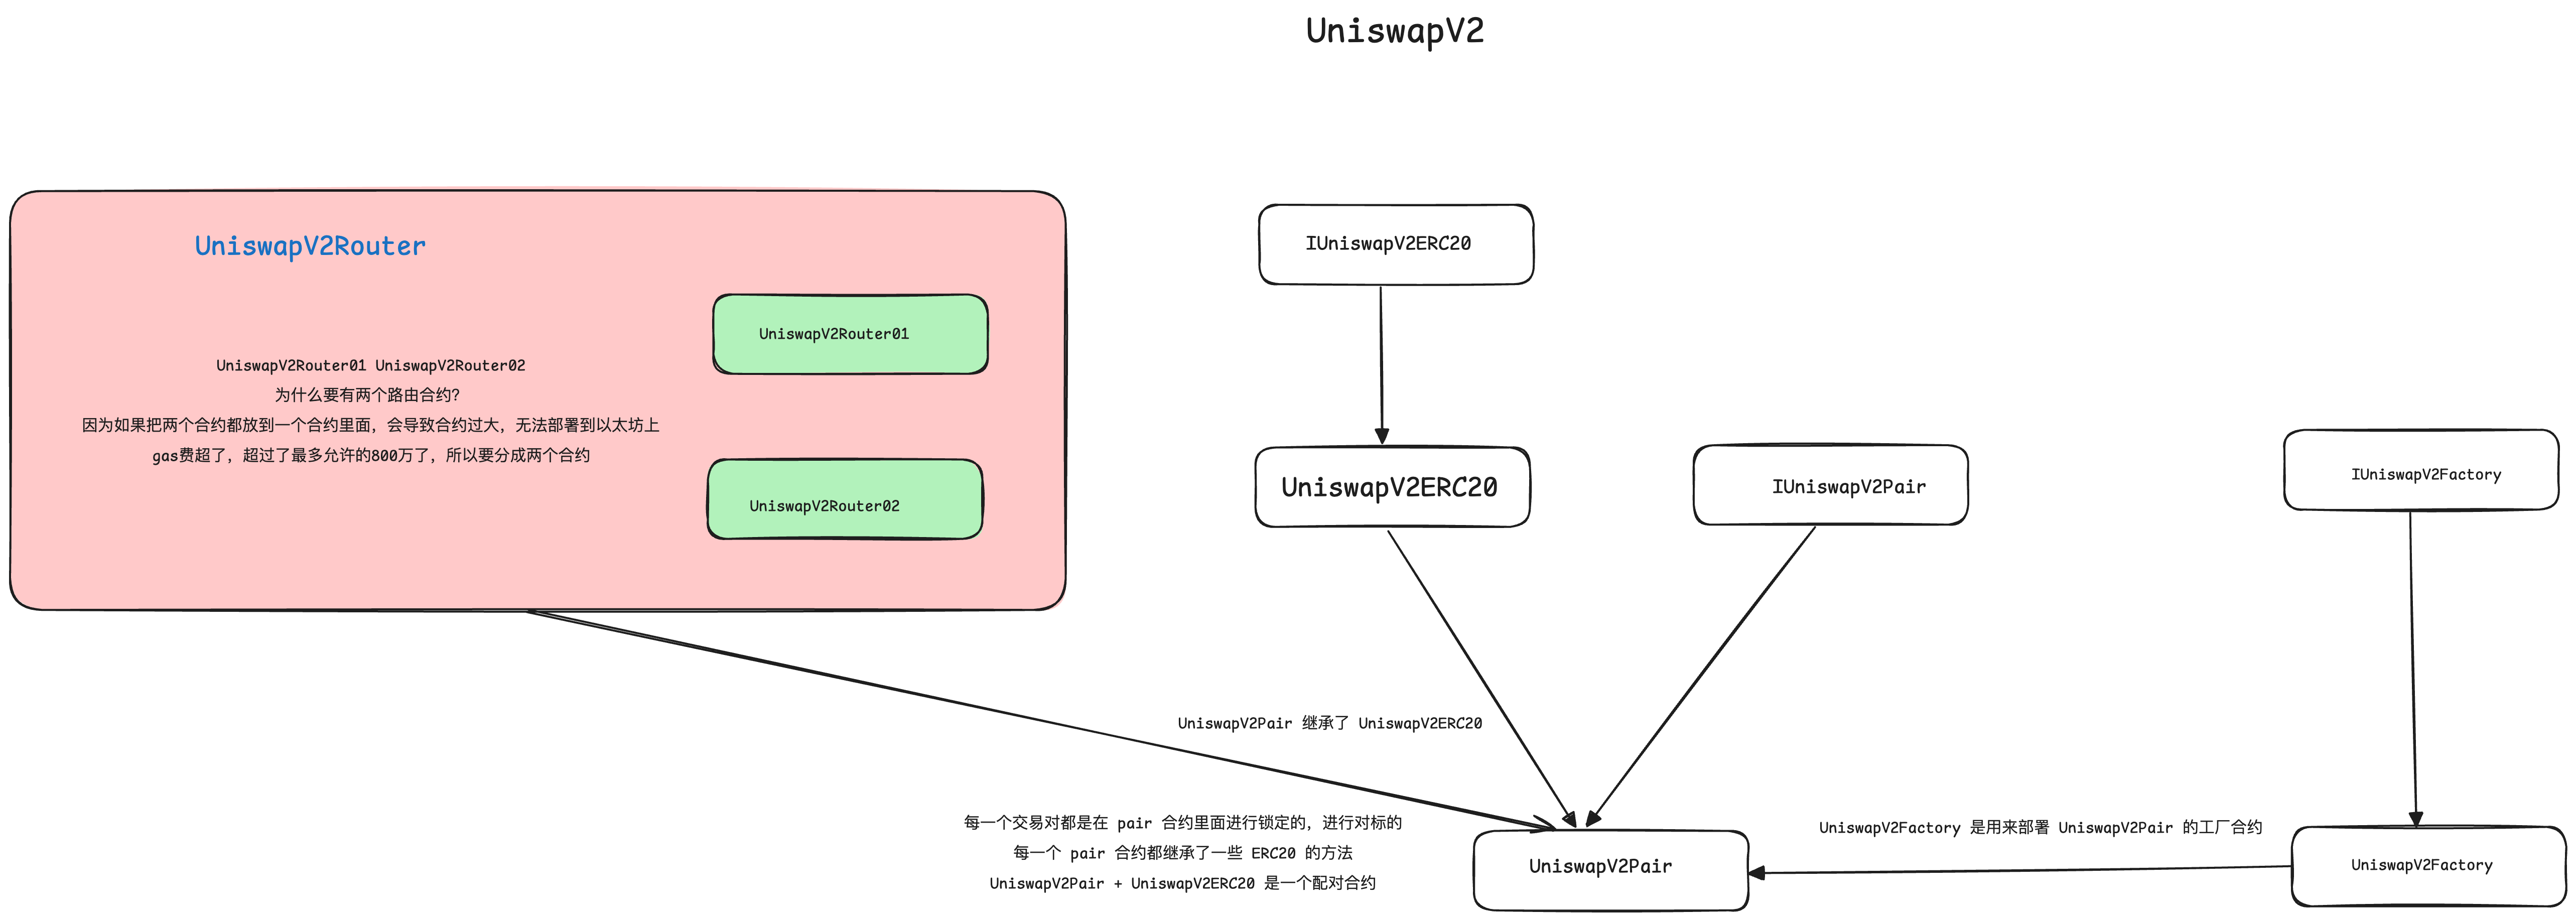 UniswapV2
UniswapV2Router
UniswapV2Router01
UniswapV2Router01 UniswapV2Router02
为什么要有两个路由合约?
因为如果把两个合约都放到一个合约里面，会导致合约过大，无法部署到以太坊上
gas费超了，超过了最多允许的800万了，所以要分成两个合约
UniswapV2Router02
IUniswapV2ERC20
UniswapV2ERC20
IUniswapV2Pair
IUniswapV2Factory
UniswapV2Pair 继承了 UniswapV2ERC20
每一个交易对都是在 pair 合约里面进行锁定的，进行对标的
每一个 pair 合约都继承了一些 ERC20 的方法
UniswapV2Pair + UniswapV2ERC20 是一个配对合约
UniswapV2Pair
UniswapV2Factory 是用来部署 UniswapV2Pair 的工厂合约
UniswapV2Factory